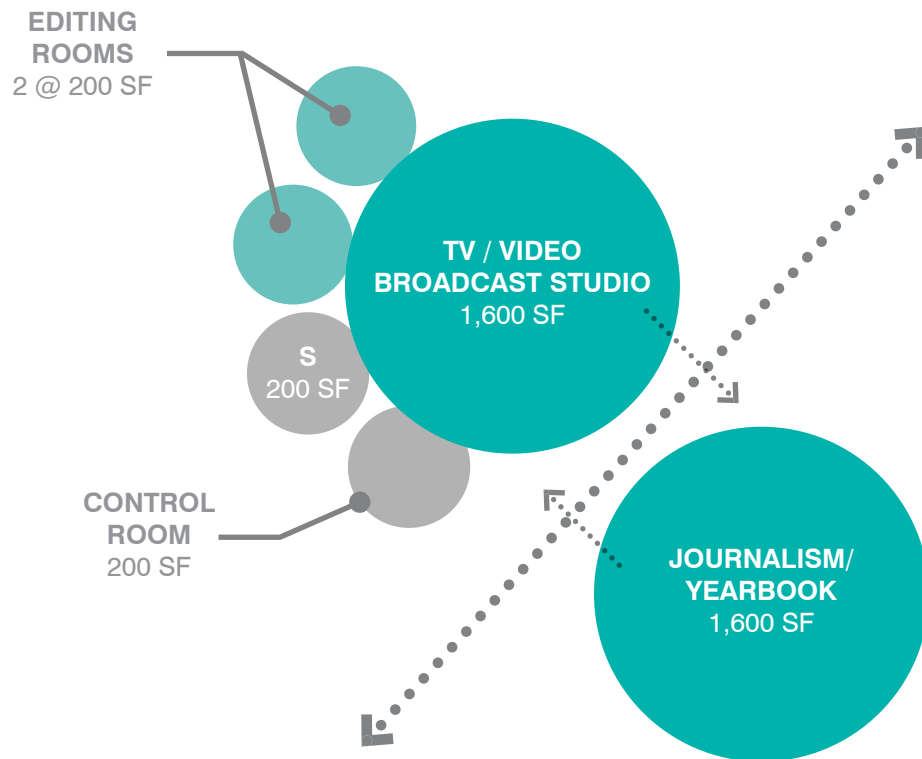 EDITING
ROOMS
2 @ 200 SF
TV / VIDEO
BROADCAST STUDIO
1,600 SF
S
200 SF
CONTROL
ROOM
200 SF
JOURNALISM/
YEARBOOK
1,600 SF